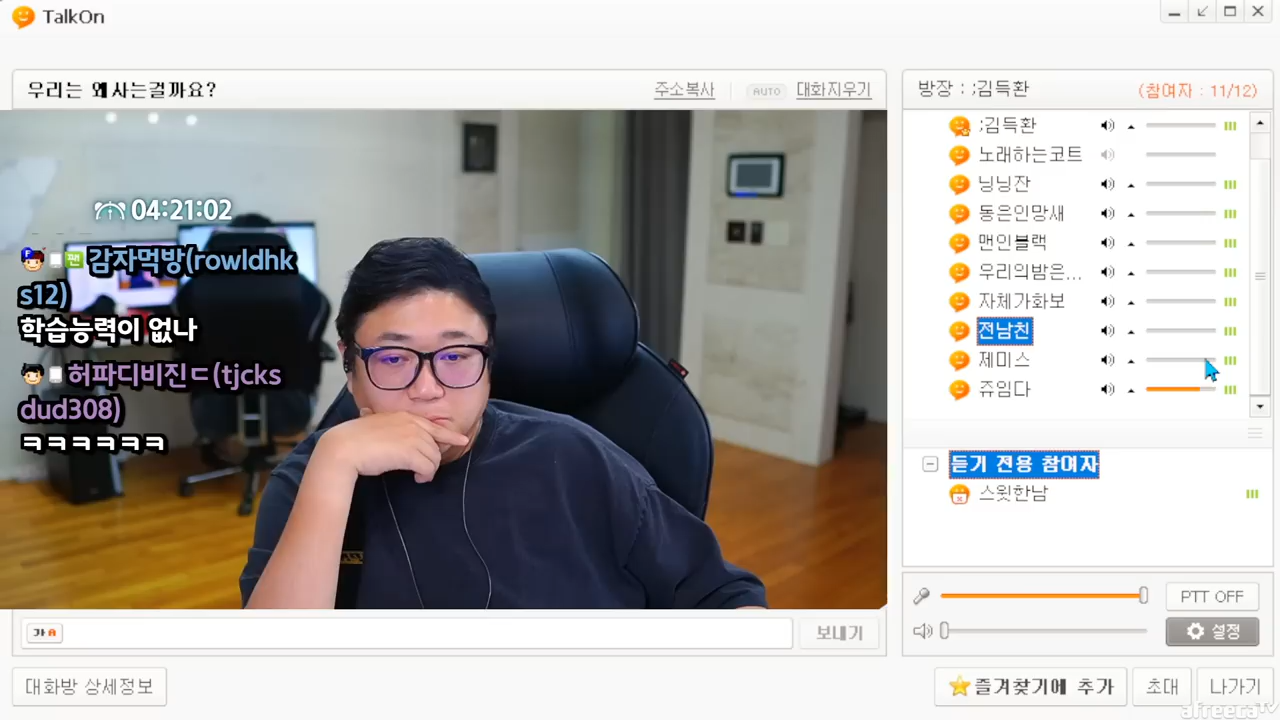 TalkOn
우리는 왜 사는걸까요?
주소복사
AUTO
대화지우기
04:21:02
감자먹방(rowldhk
s12)
학습능력이 없나
허파디비진ㄷ(tjcks
dud308)
ㅋㅋㅋㅋㅋㅋ
방장 : ;김득환
(참여자 : 11/12)
;김득환
노래하는코트
닝닝잔
동은인망새
맨인블랙
우리의밤은...
자체가화보
전남친
제미스
쥬임다
듣기 전용 참여자
스윗한남
PTT OFF
설정
가A
보내기
대화방 상세정보
즐겨찾기에 추가
초대
나가기
afreecaTV